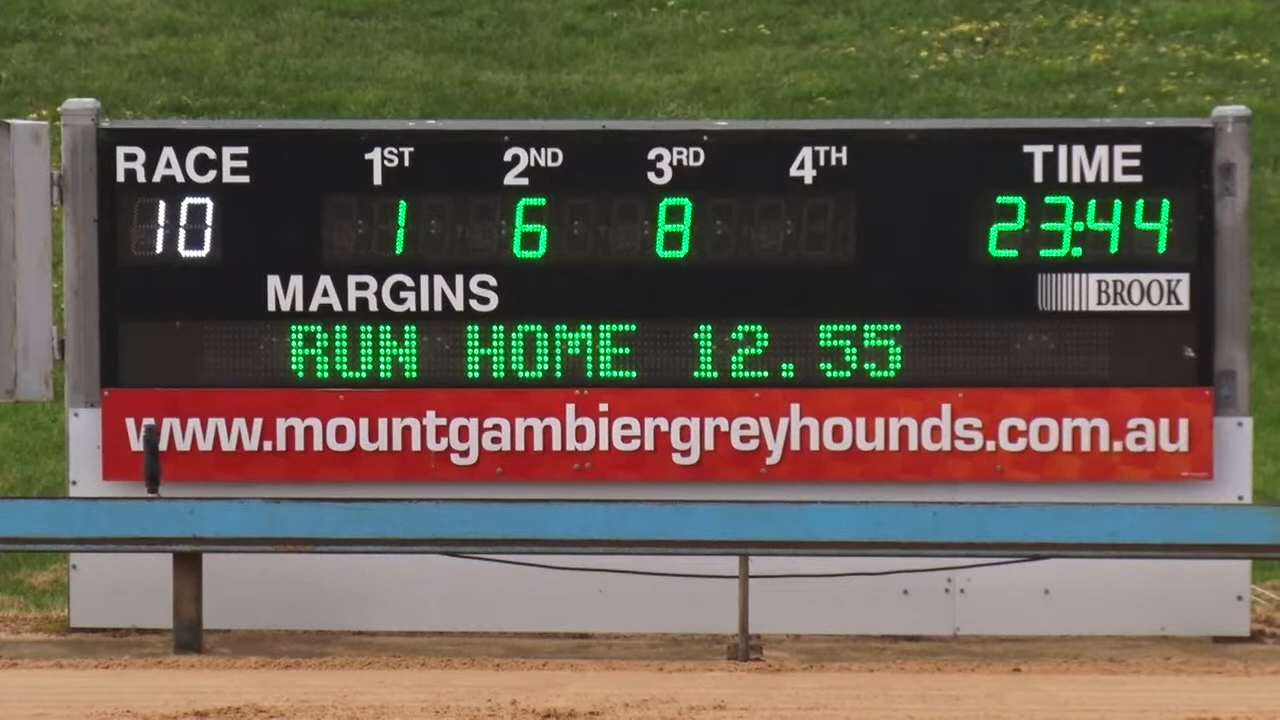 RACE 1ST 2ND 3RD 4TH TIME
10 1 6 8 23:44
MARGINS BROOK
RUN HOME 12.55
www.mountgambiergreyhounds.com.au